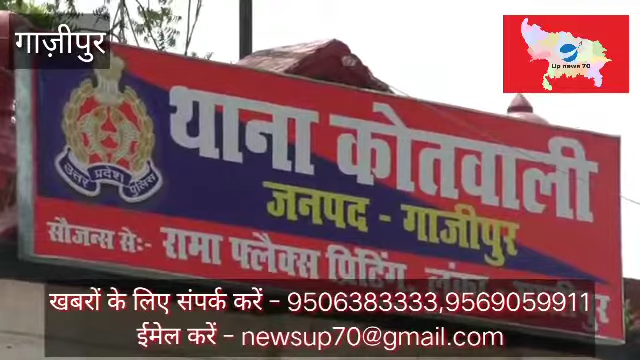 गाज़ीपुर
Up news 70
थाना कोतवाली
उत्तर प्रदेश पुलिस
जनपद - गाजीपुर
सौजन्य से:- रामा फ्लैक्स प्रिटिंग, लंका -
खबरों के लिए संपर्क करें - 9506383333,9569059911
ईमेल करें - newsup70@gmail.com